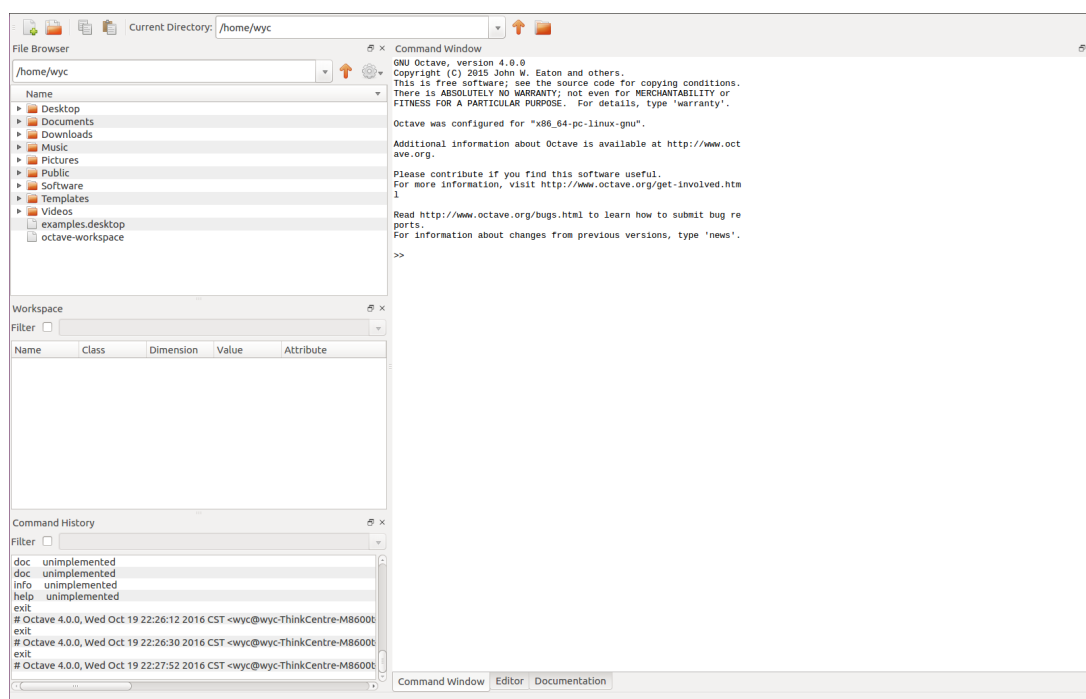 Current Directory: /home/wyc
File Browser
/home/wyc
Name
Desktop
Documents
Downloads
Music
Pictures
Public
Software
Templates
Videos
examples.desktop
octave-workspace
Workspace
Filter
Name Class Dimension Value Attribute
Command History
Filter
doc unimplemented
doc unimplemented
info unimplemented
help unimplemented
exit
# Octave 4.0.0, Wed Oct 19 22:26:12 2016 CST <wyc@wyc-ThinkCentre-M8600t
exit
# Octave 4.0.0, Wed Oct 19 22:26:30 2016 CST <wyc@wyc-ThinkCentre-M8600t
exit
# Octave 4.0.0, Wed Oct 19 22:27:52 2016 CST <wyc@wyc-ThinkCentre-M8600t
Command Window
GNU Octave, version 4.0.0
Copyright (C) 2015 John W. Eaton and others.
This is free software; see the source code for copying conditions.
There is ABSOLUTELY NO WARRANTY; not even for MERCHANTABILITY or
FITNESS FOR A PARTICULAR PURPOSE.  For details, type 'warranty'.
Octave was configured for "x86_64-pc-linux-gnu".
Additional information about Octave is available at http://www.oct
ave.org.
Please contribute if you find this software useful.
For more information, visit http://www.octave.org/get-involved.htm
l
Read http://www.octave.org/bugs.html to learn how to submit bug re
ports.
For information about changes from previous versions, type 'news'.
>>
Command Window Editor Documentation